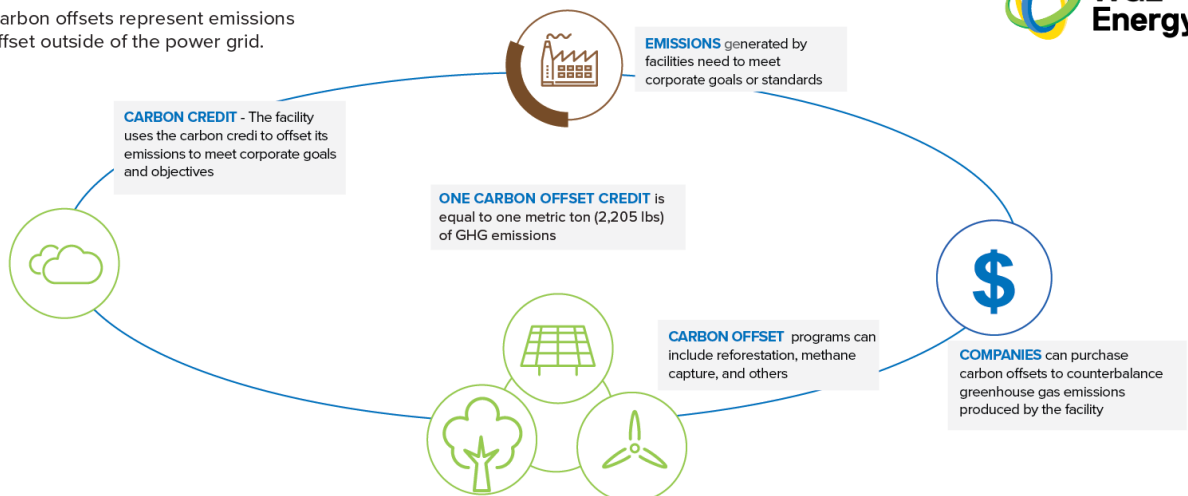 arbon offsets represent emissions
ffset outside of the power grid.
Energy
EMISSIONS generated by
facilities need to meet
corporate goals or standards
CARBON CREDIT - The facility
uses the carbon credi to offset its
emissions to meet corporate goals
and objectives
ONE CARBON OFFSET CREDIT is
equal to one metric ton (2,205 lbs)
of GHG emissions
$
CARBON OFFSET programs can
include reforestation, methane
capture, and others
COMPANIES can purchase
carbon offsets to counterbalance
greenhouse gas emissions
produced by the facility